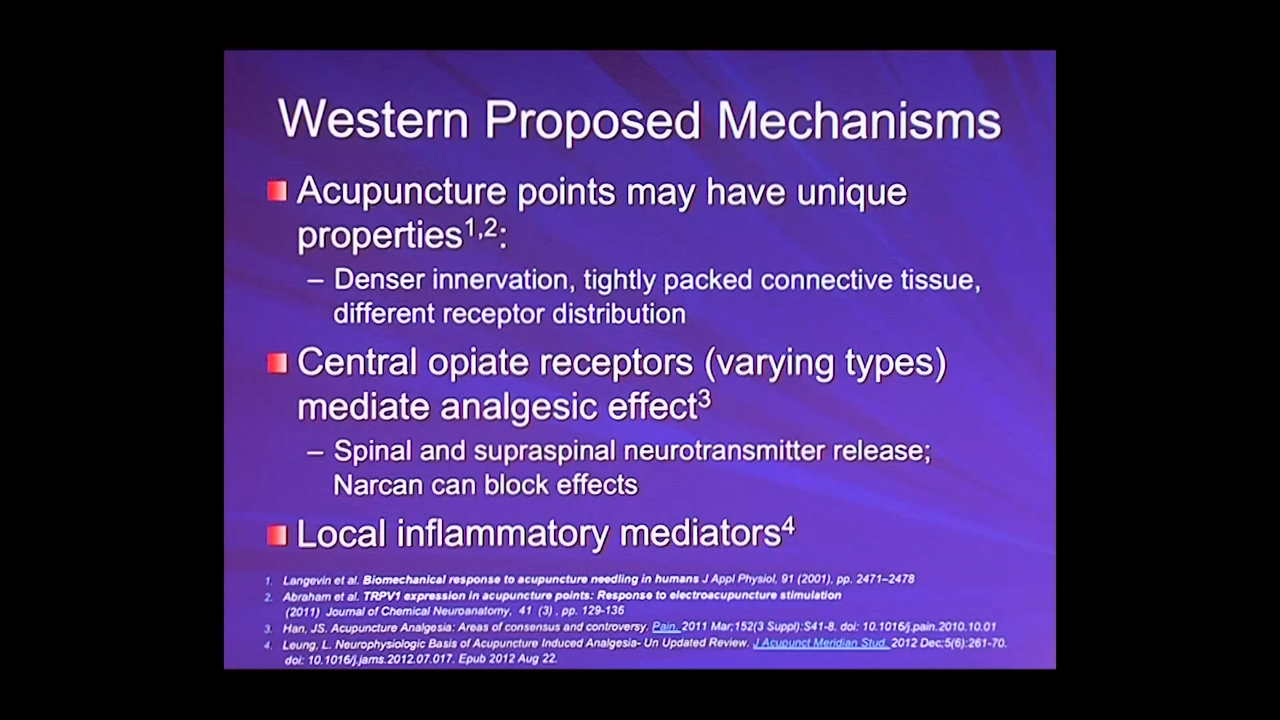 Western Proposed Mechanisms
Acupuncture points may have unique
properties1,2:
– Denser innervation, tightly packed connective tissue,
different receptor distribution
Central opiate receptors (varying types)
mediate analgesic effect3
– Spinal and supraspinal neurotransmitter release;
Narcan can block effects
Local inflammatory mediators4
1. Langevin et al. Biomechanical response to acupuncture needling in humans J Appl Physiol, 91 (2001), pp. 2471–2478
2. Abraham et al. TRPV1 expression in acupuncture points: Response to electroacupuncture stimulation
(2011) Journal of Chemical Neuroanatomy, 41 (3) , pp. 129-136
3. Han, JS. Acupuncture Analgesia: Areas of consensus and controversy. Pain. 2011 Mar;152(3 Suppl):S41-8. doi: 10.1016/j.pain.2010.10.01
4. Leung, L. Neurophysiologic Basis of Acupuncture Induced Analgesia- Un Updated Review. J Acupunct Meridian Stud. 2012 Dec;5(6):261-70.
doi: 10.1016/j.jams.2012.07.017. Epub 2012 Aug 22.